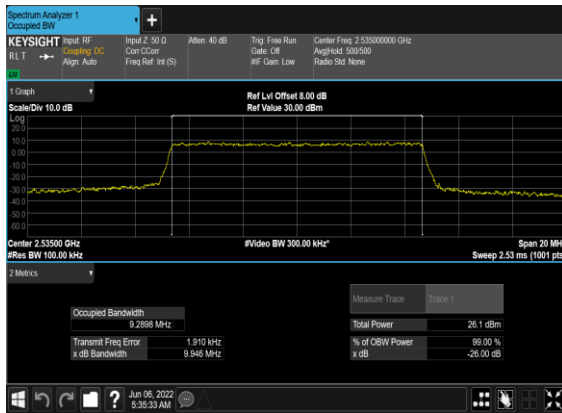 Spectrum Analyzer 1
Occupied BW
KEYSIGHT
RLT
Input: RF
Coupling: DC
Align: Auto
Input Z: 50 Ω
Corr CCorr
Freq Ref: Int (S)
Atten: 40 dB
Trig: Free Run
Gate: Off
#IF Gain: Low
Center Freq: 2.535000000 GHz
Avg|Hold: 500/500
Radio Std: None
1 Graph
Scale/Div 10.0 dB
Ref Lvl Offset 8.00 dB
Ref Value 30.00 dBm
Log
20.0
10.0
0.00
-10.0
-20.0
-30.0
-40.0
-50.0
-60.0
Center 2.53500 GHz
#Res BW 100.00 kHz
#Video BW 300.00 kHz*
Span 20 MH
Sweep 2.53 ms (1001 pts
2 Metrics
Measure Trace
Trace 1
Occupied Bandwidth
9.2898 MHz
Total Power 26.1 dBm
Transmit Freq Error 1.910 kHz
% of OBW Power 99.00 %
x dB Bandwidth 9.946 MHz
x dB -26.00 dB
?
Jun 06, 2022
5:35:33 AM